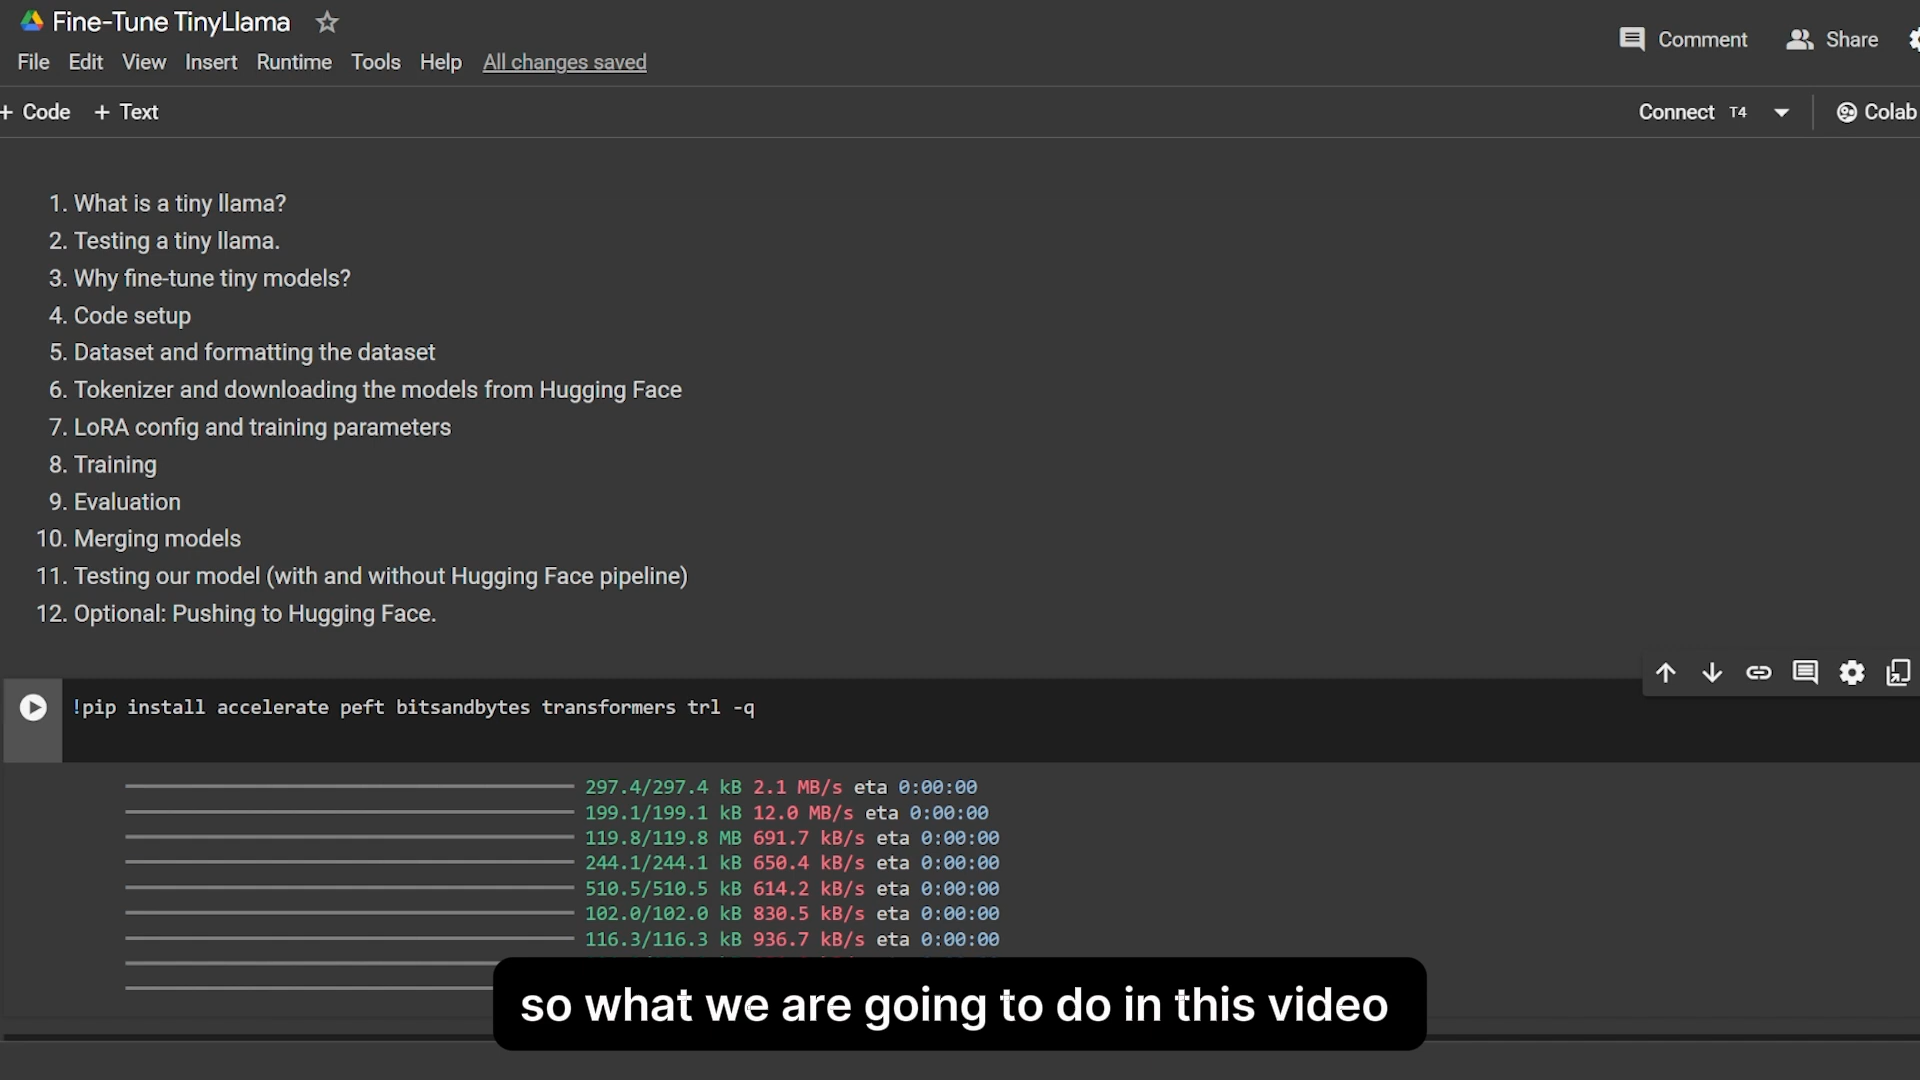 Fine-Tune TinyLlama
Comment
Share
File Edit View Insert Runtime Tools Help All changes saved
+ Code + Text
Connect T4
Colab
1. What is a tiny llama?
2. Testing a tiny llama.
3. Why fine-tune tiny models?
4. Code setup
5. Dataset and formatting the dataset
6. Tokenizer and downloading the models from Hugging Face
7. LoRA config and training parameters
8. Training
9. Evaluation
10. Merging models
11. Testing our model (with and without Hugging Face pipeline)
12. Optional: Pushing to Hugging Face.
!pip install accelerate peft bitsandbytes transformers trl -q
297.4/297.4 kB 2.1 MB/s eta 0:00:00
199.1/199.1 kB 12.0 MB/s eta 0:00:00
119.8/119.8 MB 691.7 kB/s eta 0:00:00
244.1/244.1 kB 650.4 kB/s eta 0:00:00
510.5/510.5 kB 614.2 kB/s eta 0:00:00
102.0/102.0 kB 830.5 kB/s eta 0:00:00
116.3/116.3 kB 936.7 kB/s eta 0:00:00
so what we are going to do in this video